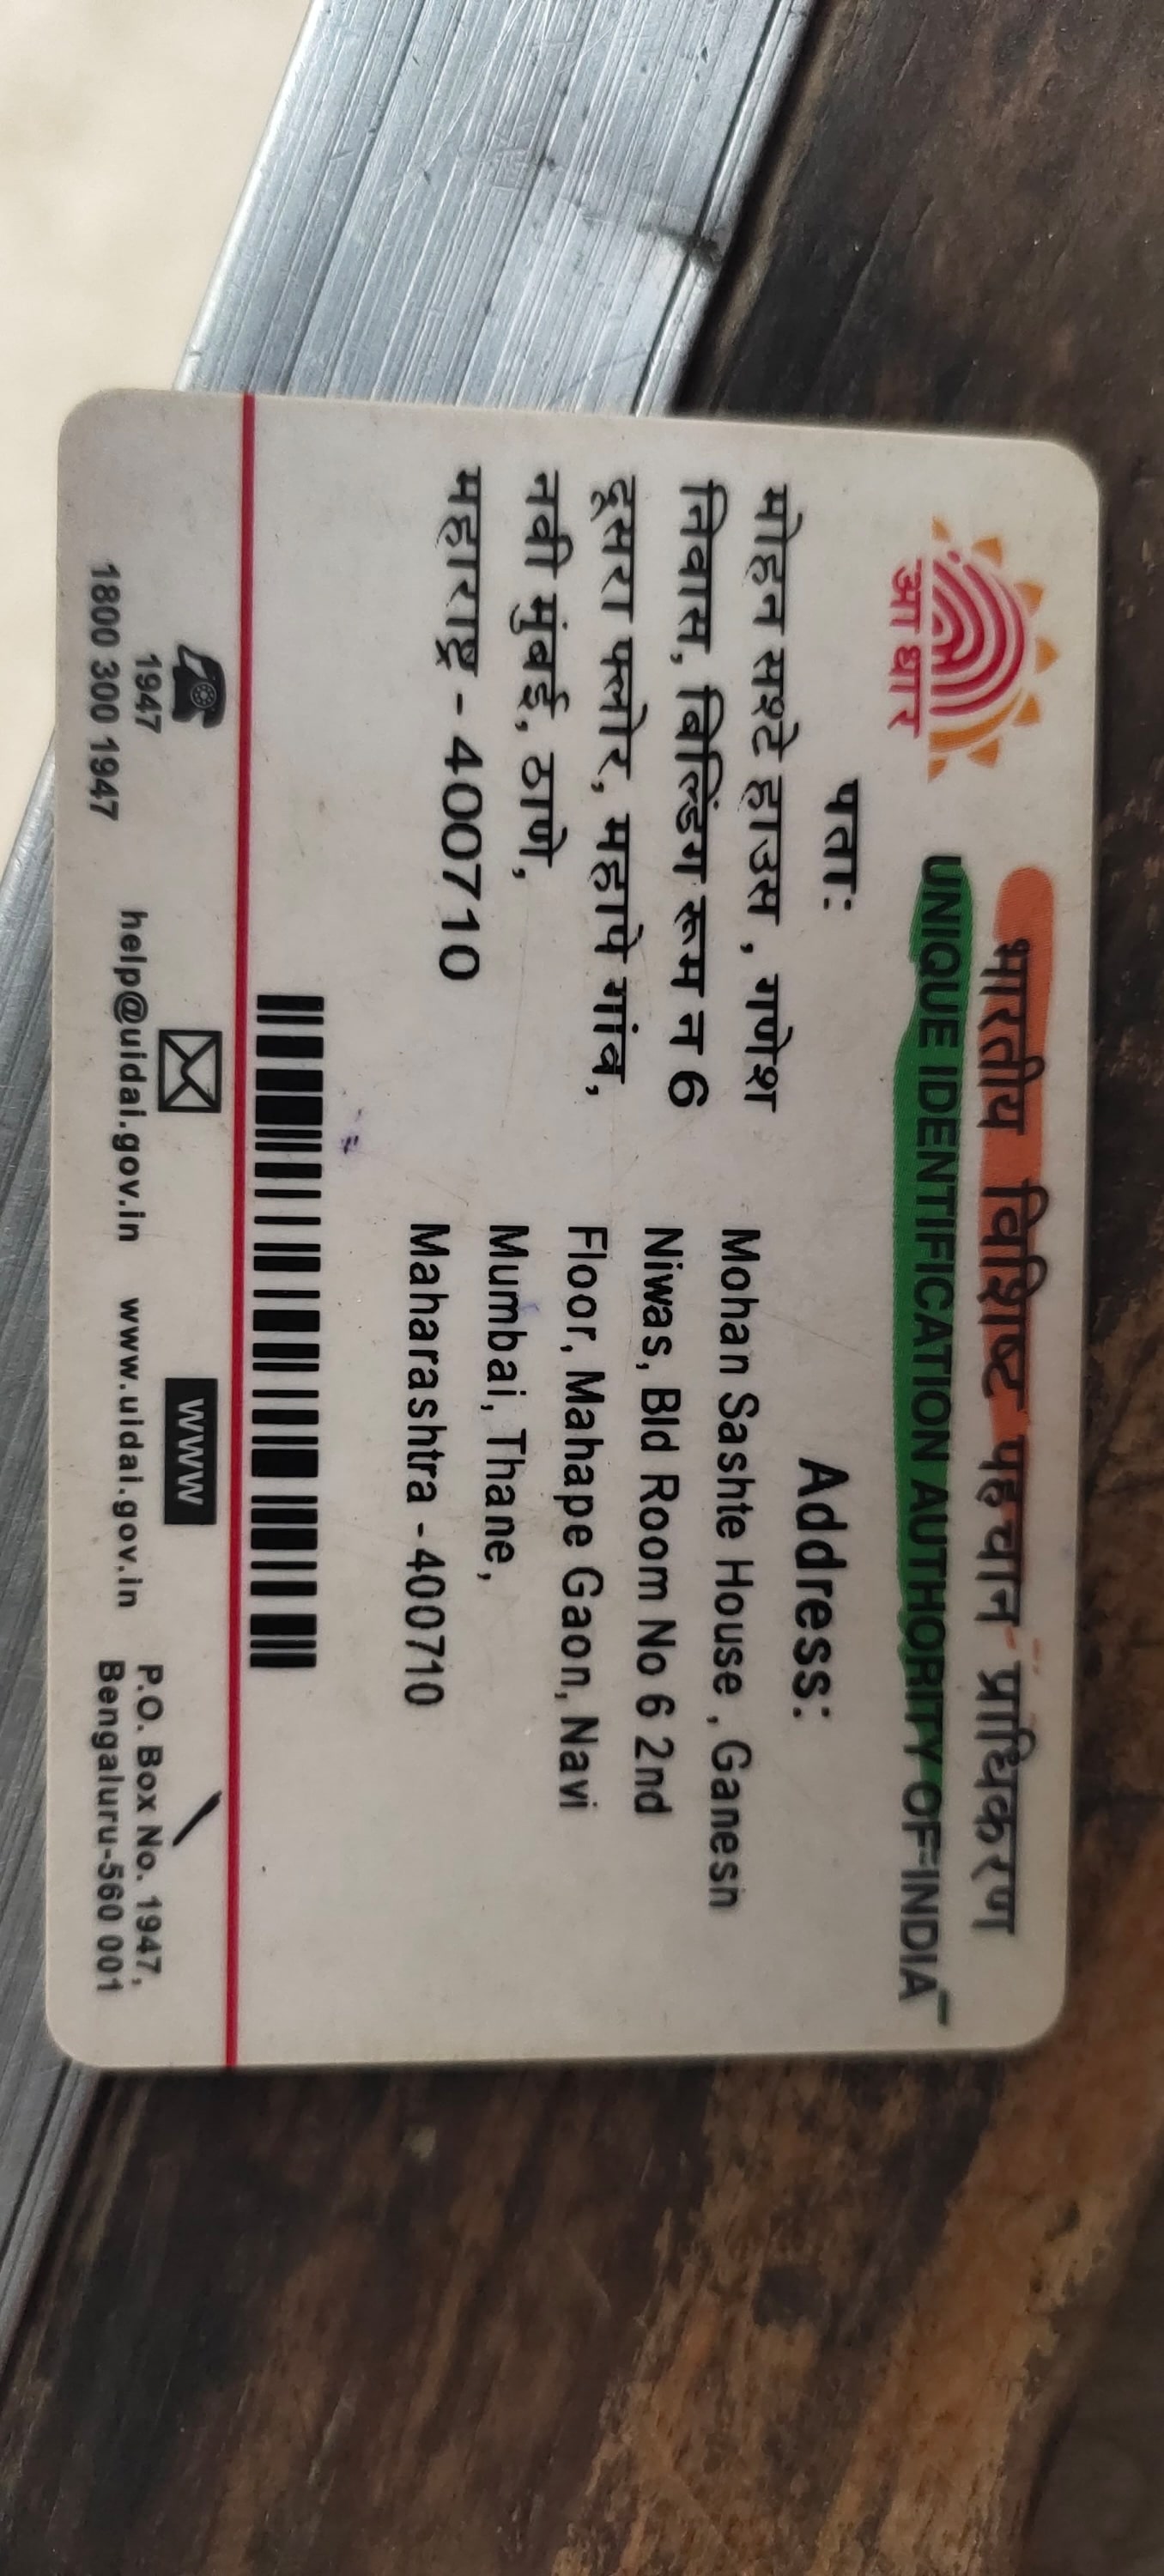 आधार
भारतीय विशिष्ट पहचान प्राधिकरण
UNIQUE IDENTIFICATION AUTHORITY OF INDIA
पता:
मोहन सश्टे हाउस , गणेश
निवास, बिल्डिंग रूम न 6
दूसरा फ्लोर, महापे गांव,
नवी मुंबई, ठाणे,
महाराष्ट्र - 400710
Address:
Mohan Sashte House , Ganesh
Niwas, Bld Room No 6 2nd
Floor, Mahape Gaon, Navi
Mumbai, Thane,
Maharashtra - 400710
1947
1800 300 1947
help@uidai.gov.in
WWW
www.uidai.gov.in
P.O. Box No. 1947,
Bengaluru-560 001